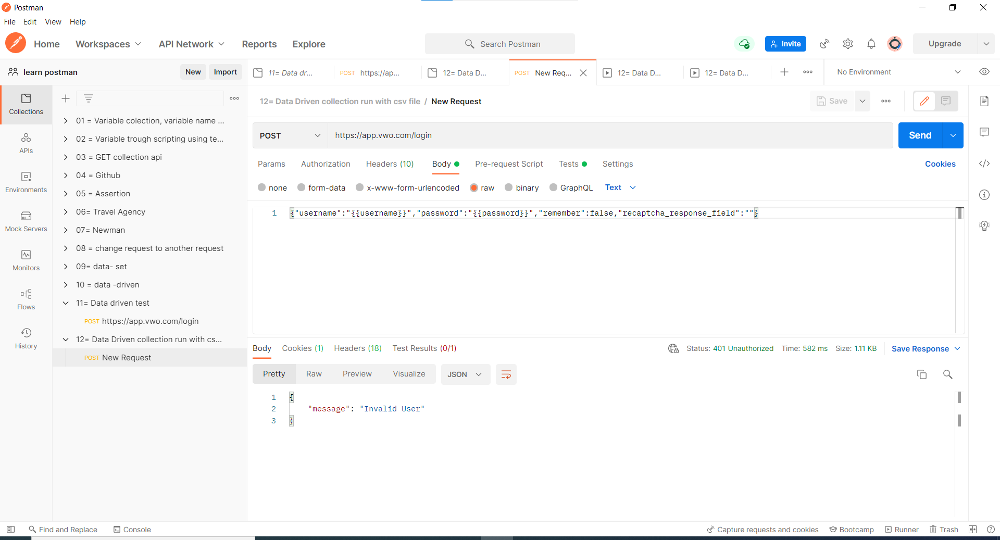 Postman
File Edit View Help
Home Workspaces API Network Reports Explore Search Postman Invite Upgrade
learn postman New Import 11= Data dr... POST https://ap... 12= Data D... POST New Req... 12= Data D... 12= Data D... No Environment
12= Data Driven collection run with csv file / New Request Save
Collections
APIs
Environments
Mock Servers
Monitors
Flows
History
01 = Variable colection, variable name ...
02 = Variable trough scripting using te...
03 = GET collection api
04 = Github
05 = Assertion
06= Travel Agency
07= Newman
08 = change request to another request
09= data- set
10 = data -driven
11= Data driven test
POST https://app.vwo.com/login
12= Data Driven collection run with cs...
POST New Request
POST https://app.vwo.com/login Send
Params Authorization Headers (10) Body Pre-request Script Tests Settings Cookies
none form-data x-www-form-urlencoded raw binary GraphQL Text
1 {"username":"{{username}}","password":"{{password}}","remember":false,"recaptcha_response_field":""}
Body Cookies (1) Headers (18) Test Results (0/1) Status: 401 Unauthorized Time: 582 ms Size: 1.11 KB Save Response
Pretty Raw Preview Visualize JSON
1 {
2 "message": "Invalid User"
3 }
Find and Replace Console Capture requests and cookies Bootcamp Runner Trash